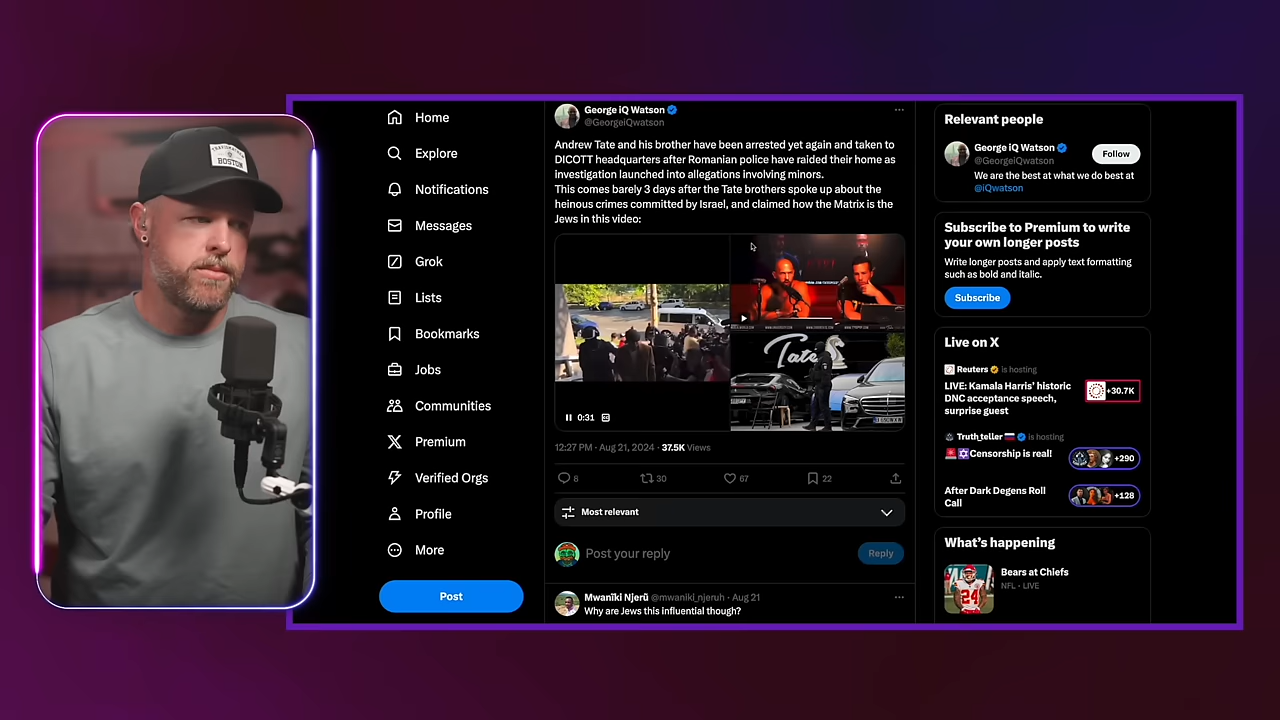 BOSTON
Home
Explore
Notifications
Messages
Grok
Lists
Bookmarks
Jobs
Communities
Premium
Verified Orgs
Profile
More
Post
George iQ Watson
@GeorgeiQwatson
Andrew Tate and his brother have been arrested yet again and taken to
DICOTT headquarters after Romanian police have raided their home as
investigation launched into allegations involving minors.
This comes barely 3 days after the Tate brothers spoke up about the
heinous crimes committed by Israel, and claimed how the Matrix is the
Jews in this video:
0:31
Tate
12:27 PM · Aug 21, 2024 · 37.5K Views
8 30 67 22
Most relevant
Post your reply
Reply
Mwanĩkĩ Njerũ @mwaniki_njeruh · Aug 21
Why are Jews this influential though?
Relevant people
George iQ Watson
@GeorgeiQwatson
Follow
We are the best at what we do best at
@iQwatson
Subscribe to Premium to write
your own longer posts
Write longer posts and apply text formatting
such as bold and italic.
Subscribe
Live on X
Reuters is hosting
LIVE: Kamala Harris' historic
DNC acceptance speech,
surprise guest
+30.7K
Truth_teller is hosting
Censorship is real!
+290
After Dark Degens Roll
Call
+128
What's happening
Bears at Chiefs
NFL · LIVE
24